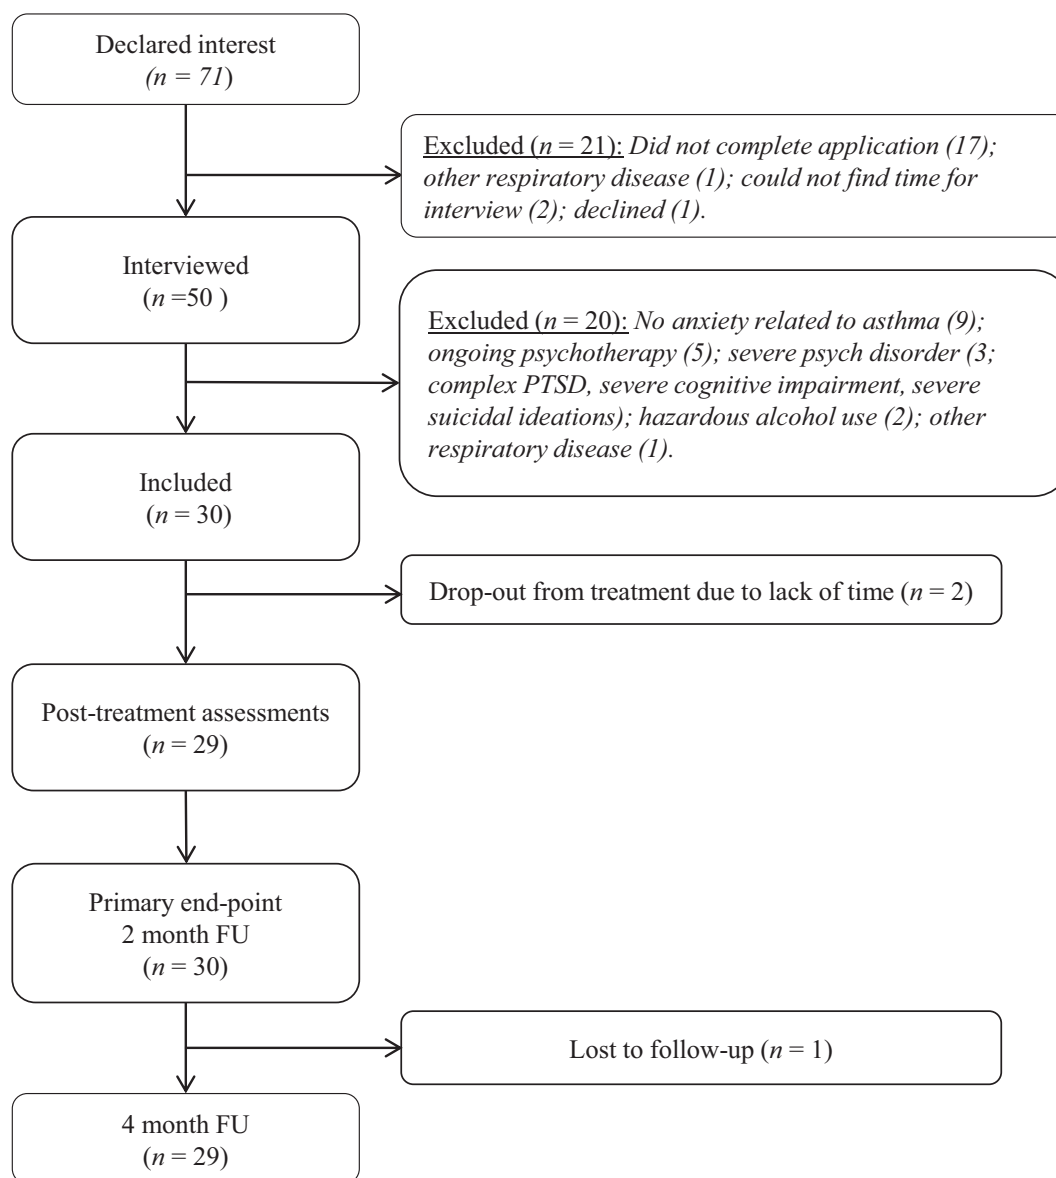 Declared interest
(n = 71)
Excluded (n = 21): Did not complete application (17);
other respiratory disease (1); could not find time for
interview (2); declined (1).
Interviewed
(n =50 )
Excluded (n = 20): No anxiety related to asthma (9);
ongoing psychotherapy (5); severe psych disorder (3;
complex PTSD, severe cognitive impairment, severe
suicidal ideations); hazardous alcohol use (2); other
respiratory disease (1).
Included
(n = 30)
Drop-out from treatment due to lack of time (n = 2)
Post-treatment assessments
(n = 29)
Primary end-point
2 month FU
(n = 30)
Lost to follow-up (n = 1)
4 month FU
(n = 29)